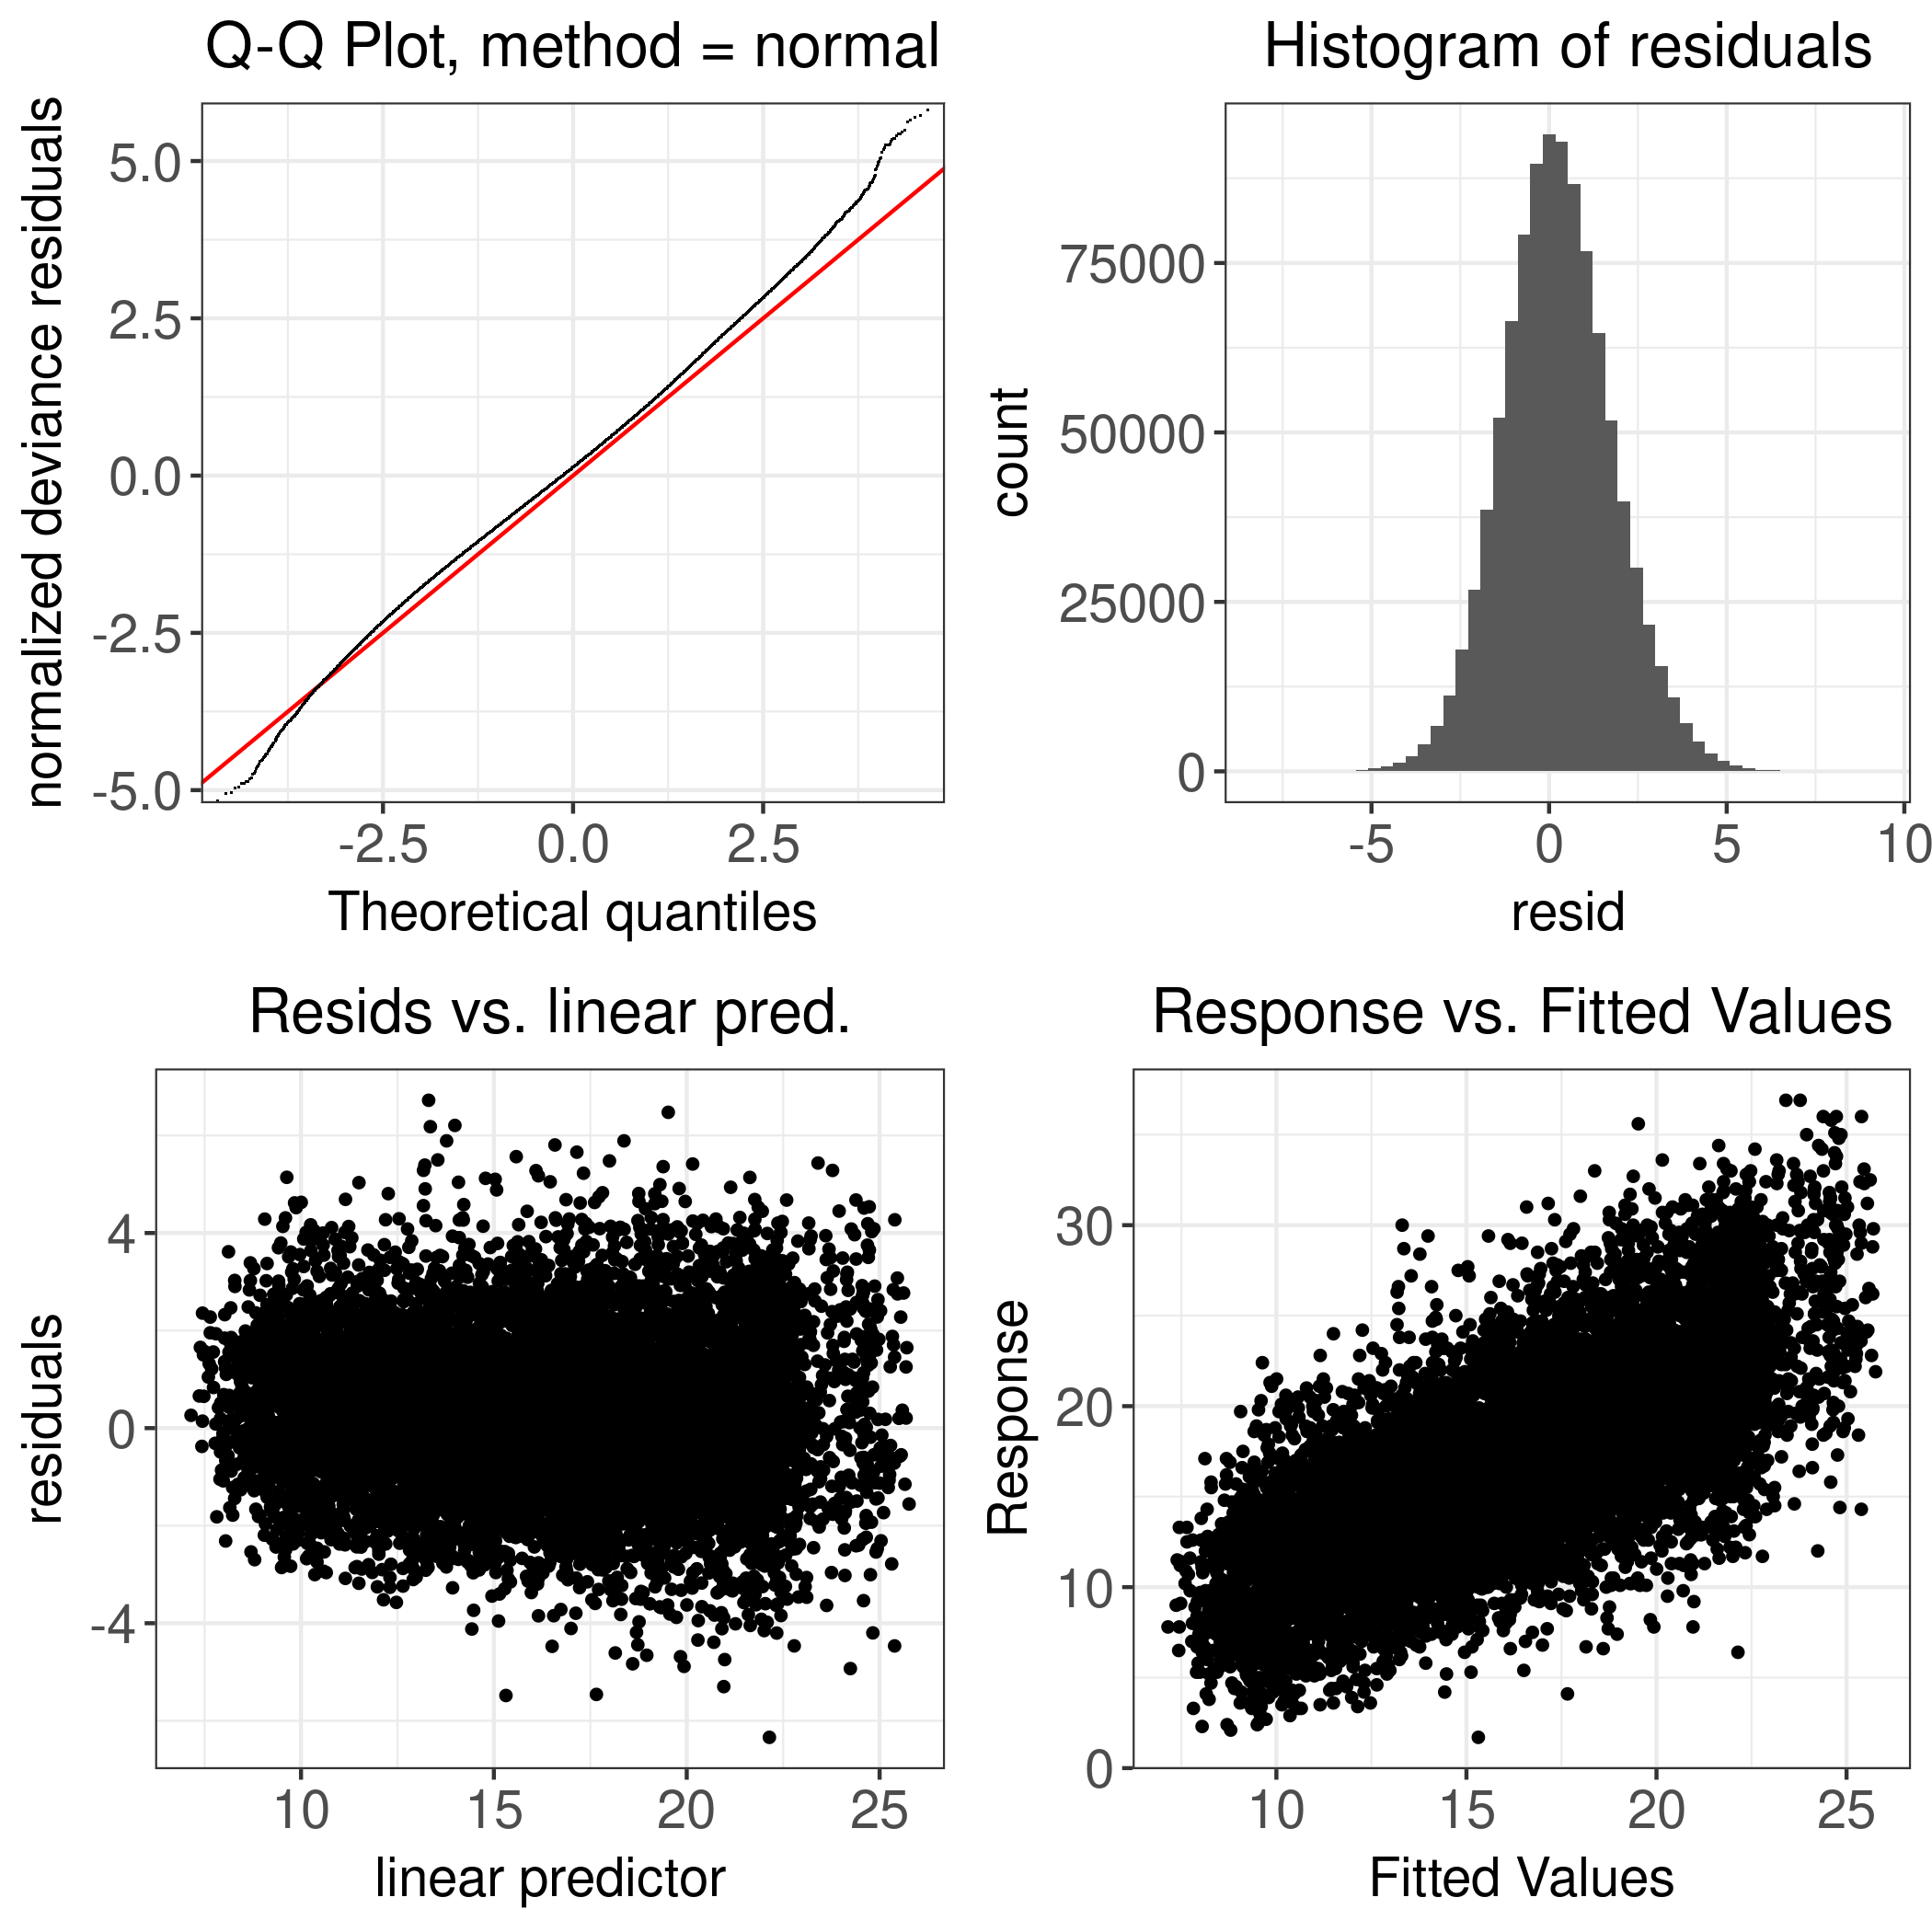 Q-Q Plot, method = normal
normalized deviance residuals
5.0
2.5
0.0
-2.5
-5.0
-2.5 0.0 2.5
Theoretical quantiles
Histogram of residuals
count
75000
50000
25000
0
-5 0 5 10
resid
Resids vs. linear pred.
residuals
4
0
-4
10 15 20 25
linear predictor
Response vs. Fitted Values
Response
30
20
10
0
10 15 20 25
Fitted Values